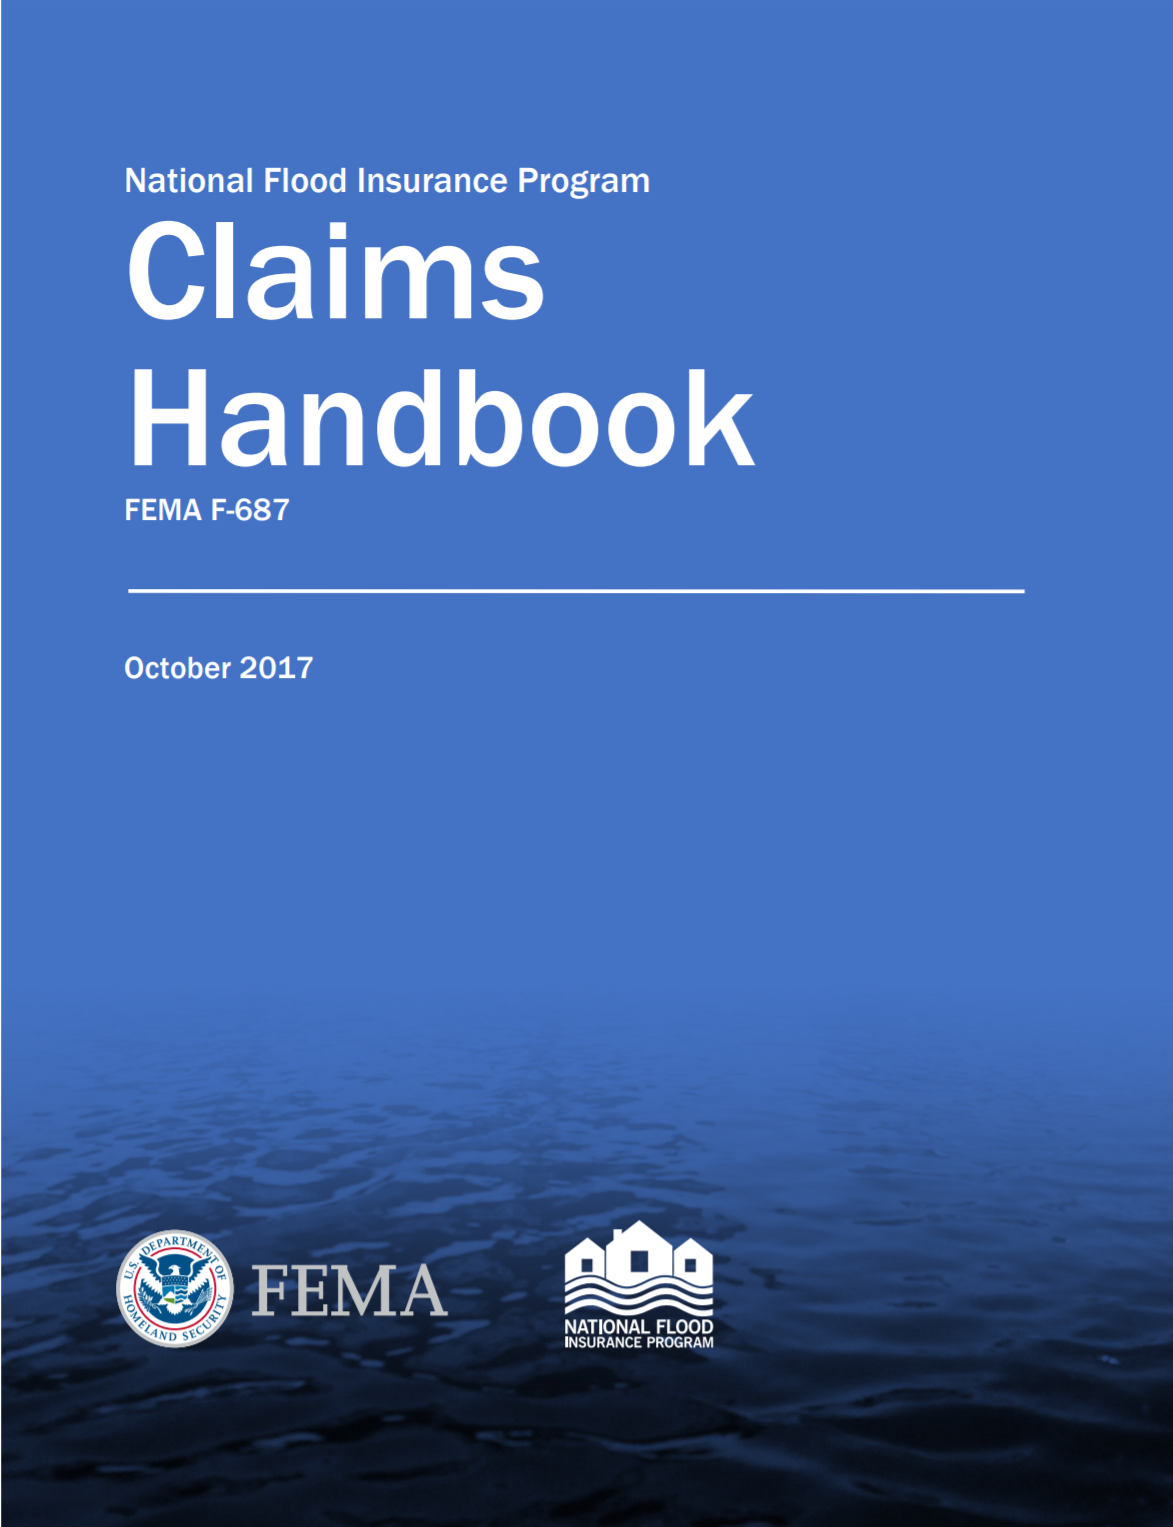 National Flood Insurance Program
Claims
Handbook
FEMA F-687
October 2017
U.S. DEPARTMENT OF
HOMELAND SECURITY
FEMA
NATIONAL FLOOD
INSURANCE PROGRAM